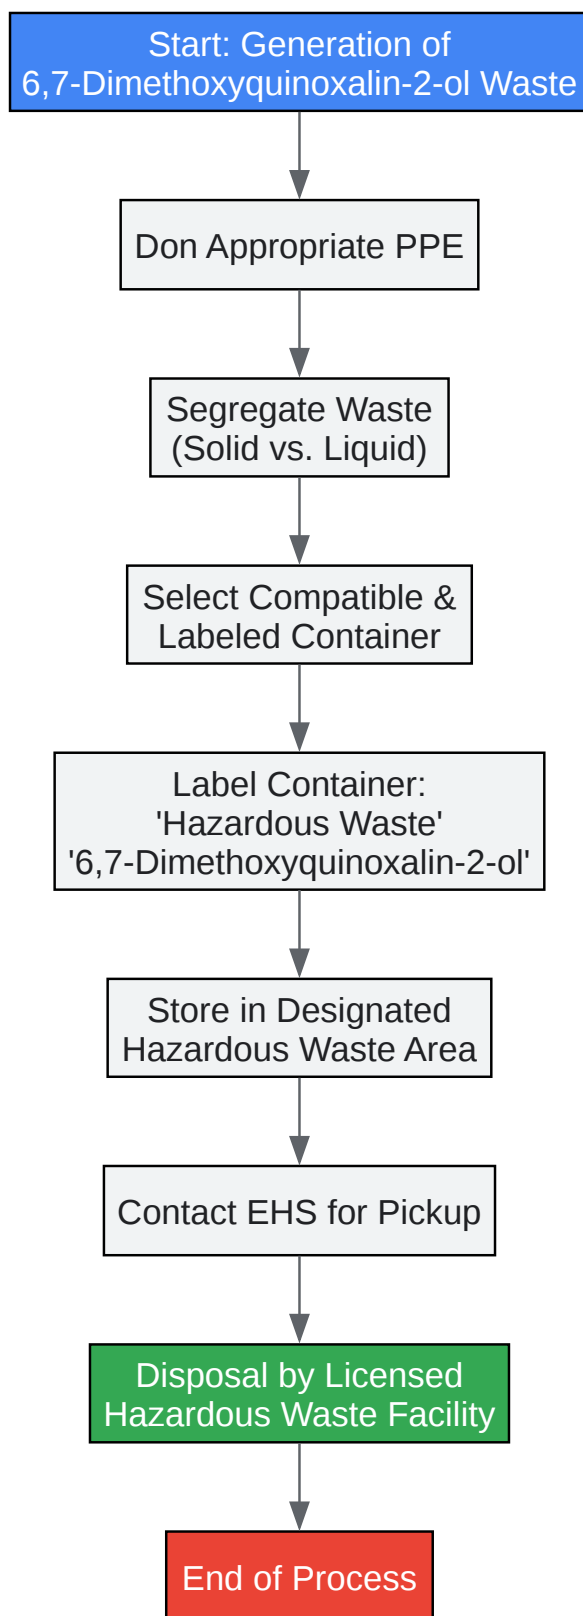 Start: Generation of
6,7-Dimethoxyquinoxalin-2-ol Waste
Don Appropriate PPE
Segregate Waste
(Solid vs. Liquid)
Select Compatible &
Labeled Container
Label Container:
'Hazardous Waste'
'6,7-Dimethoxyquinoxalin-2-ol'
Store in Designated
Hazardous Waste Area
Contact EHS for Pickup
Disposal by Licensed
Hazardous Waste Facility
End of Process